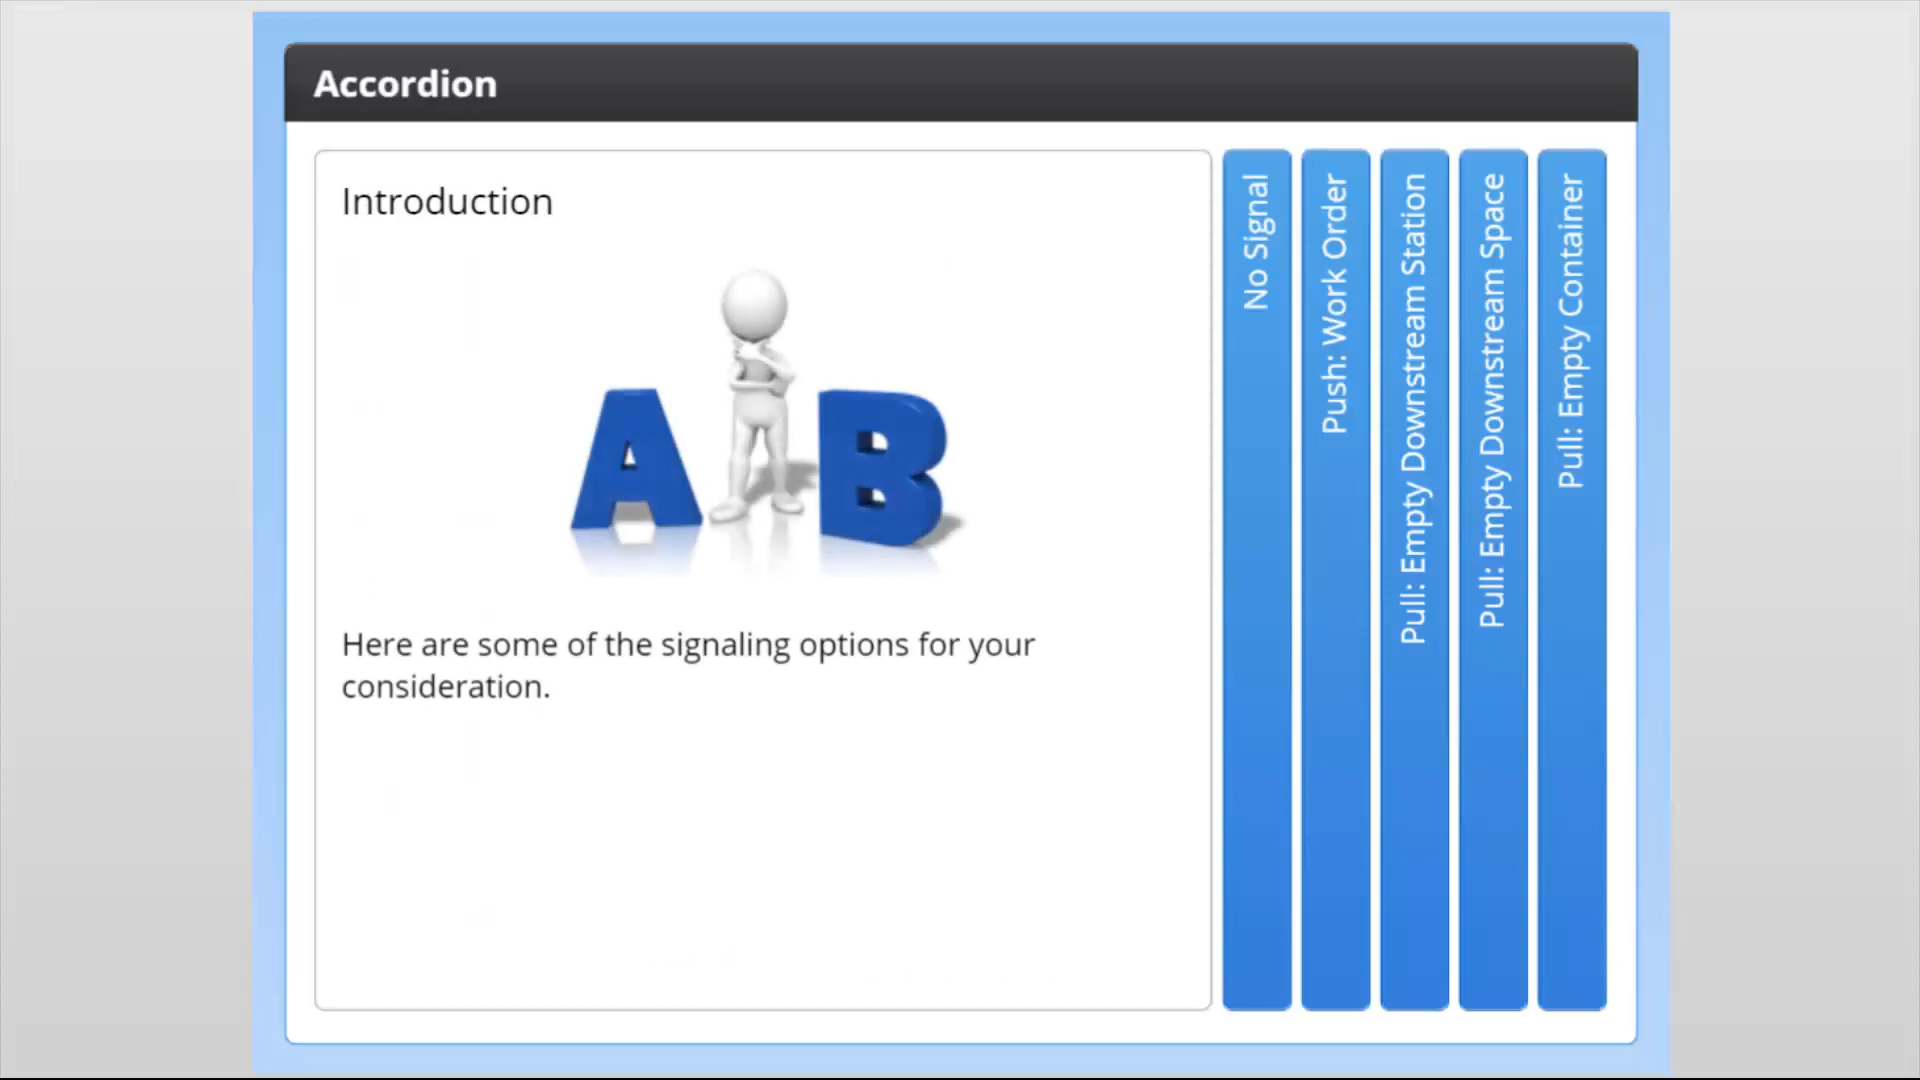 Accordion
Introduction
A B
Here are some of the signaling options for your
consideration.
No Signal
Push: Work Order
Pull: Empty Downstream Station
Pull: Empty Downstream Space
Pull: Empty Container